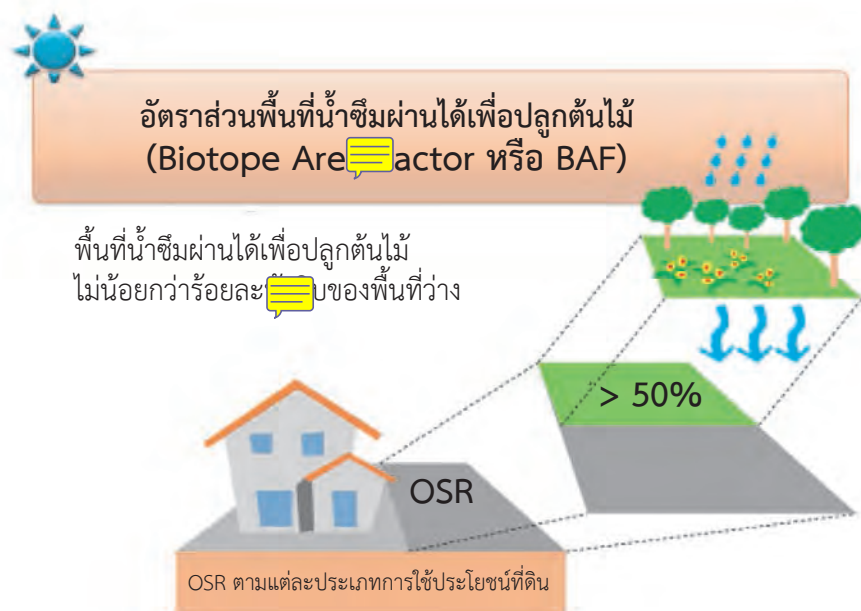 อัตราส่วนพื้นที่น้ำซึมผ่านได้เพื่อปลูกต้นไม้
(Biotope Are actor หรือ BAF)
พื้นที่น้ำซึมผ่านได้เพื่อปลูกต้นไม้
ไม่น้อยกว่าร้อยละ ของพื้นที่ว่าง
> 50%
OSR
OSR ตามแต่ละประเภทการใช้ประโยชน์ที่ดิน